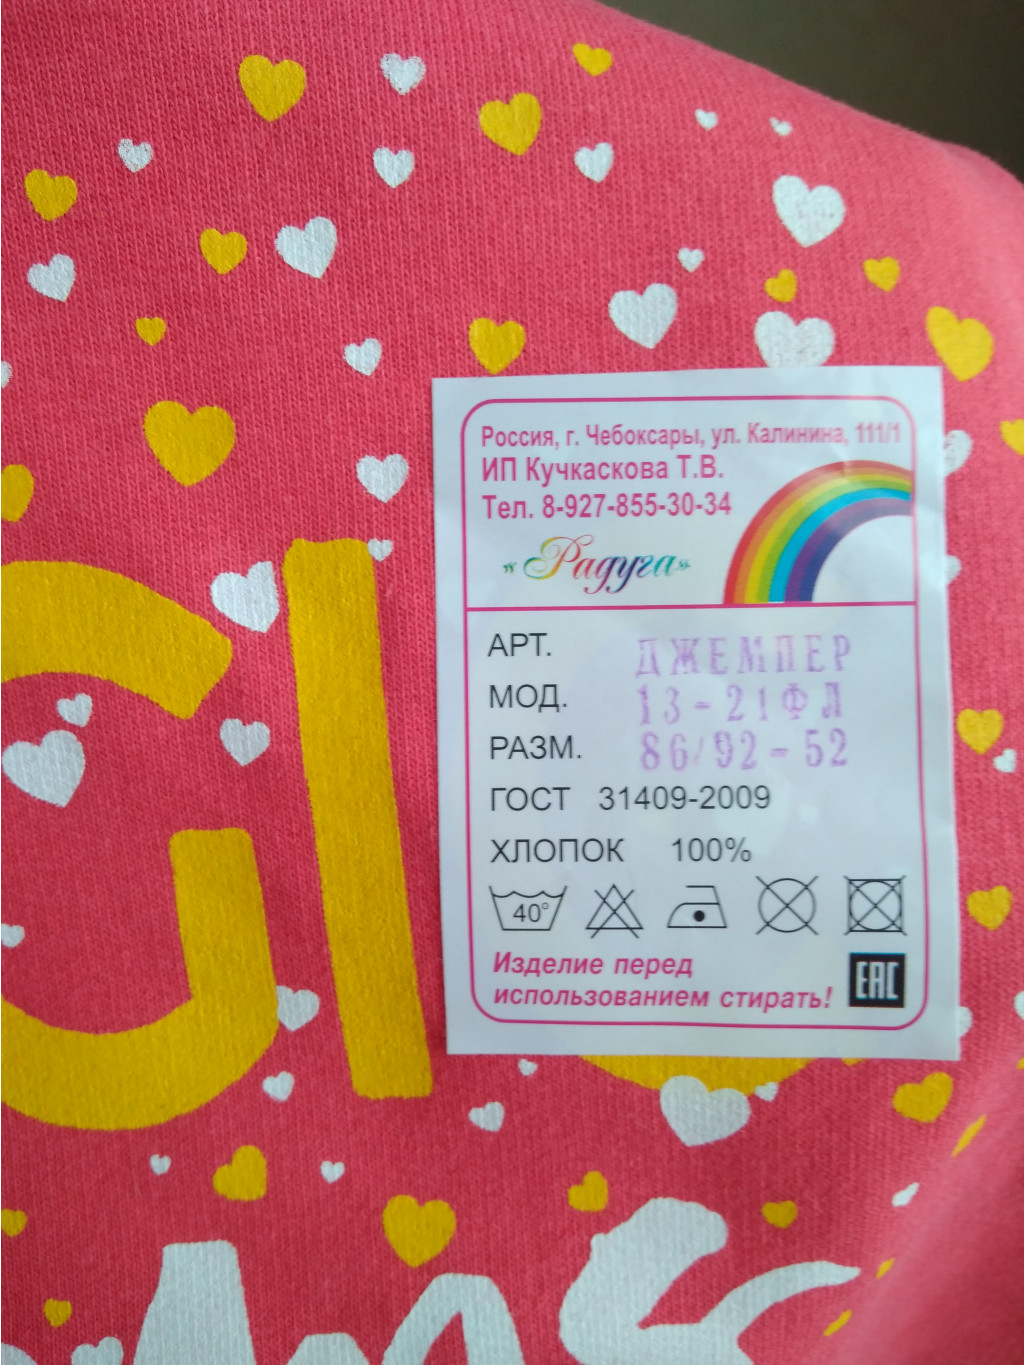 Россия, г. Чебоксары, ул. Калинина, 111/1
ИП Кучкаскова Т.В.
Тел. 8-927-855-30-34
"Радуга"
АРТ. ДЖЕМПЕР
МОД. 13-21ФЛ
РАЗМ. 86/92-52
ГОСТ 31409-2009
ХЛОПОК 100%
40°
Изделие перед
использованием стирать!
EAC
GI